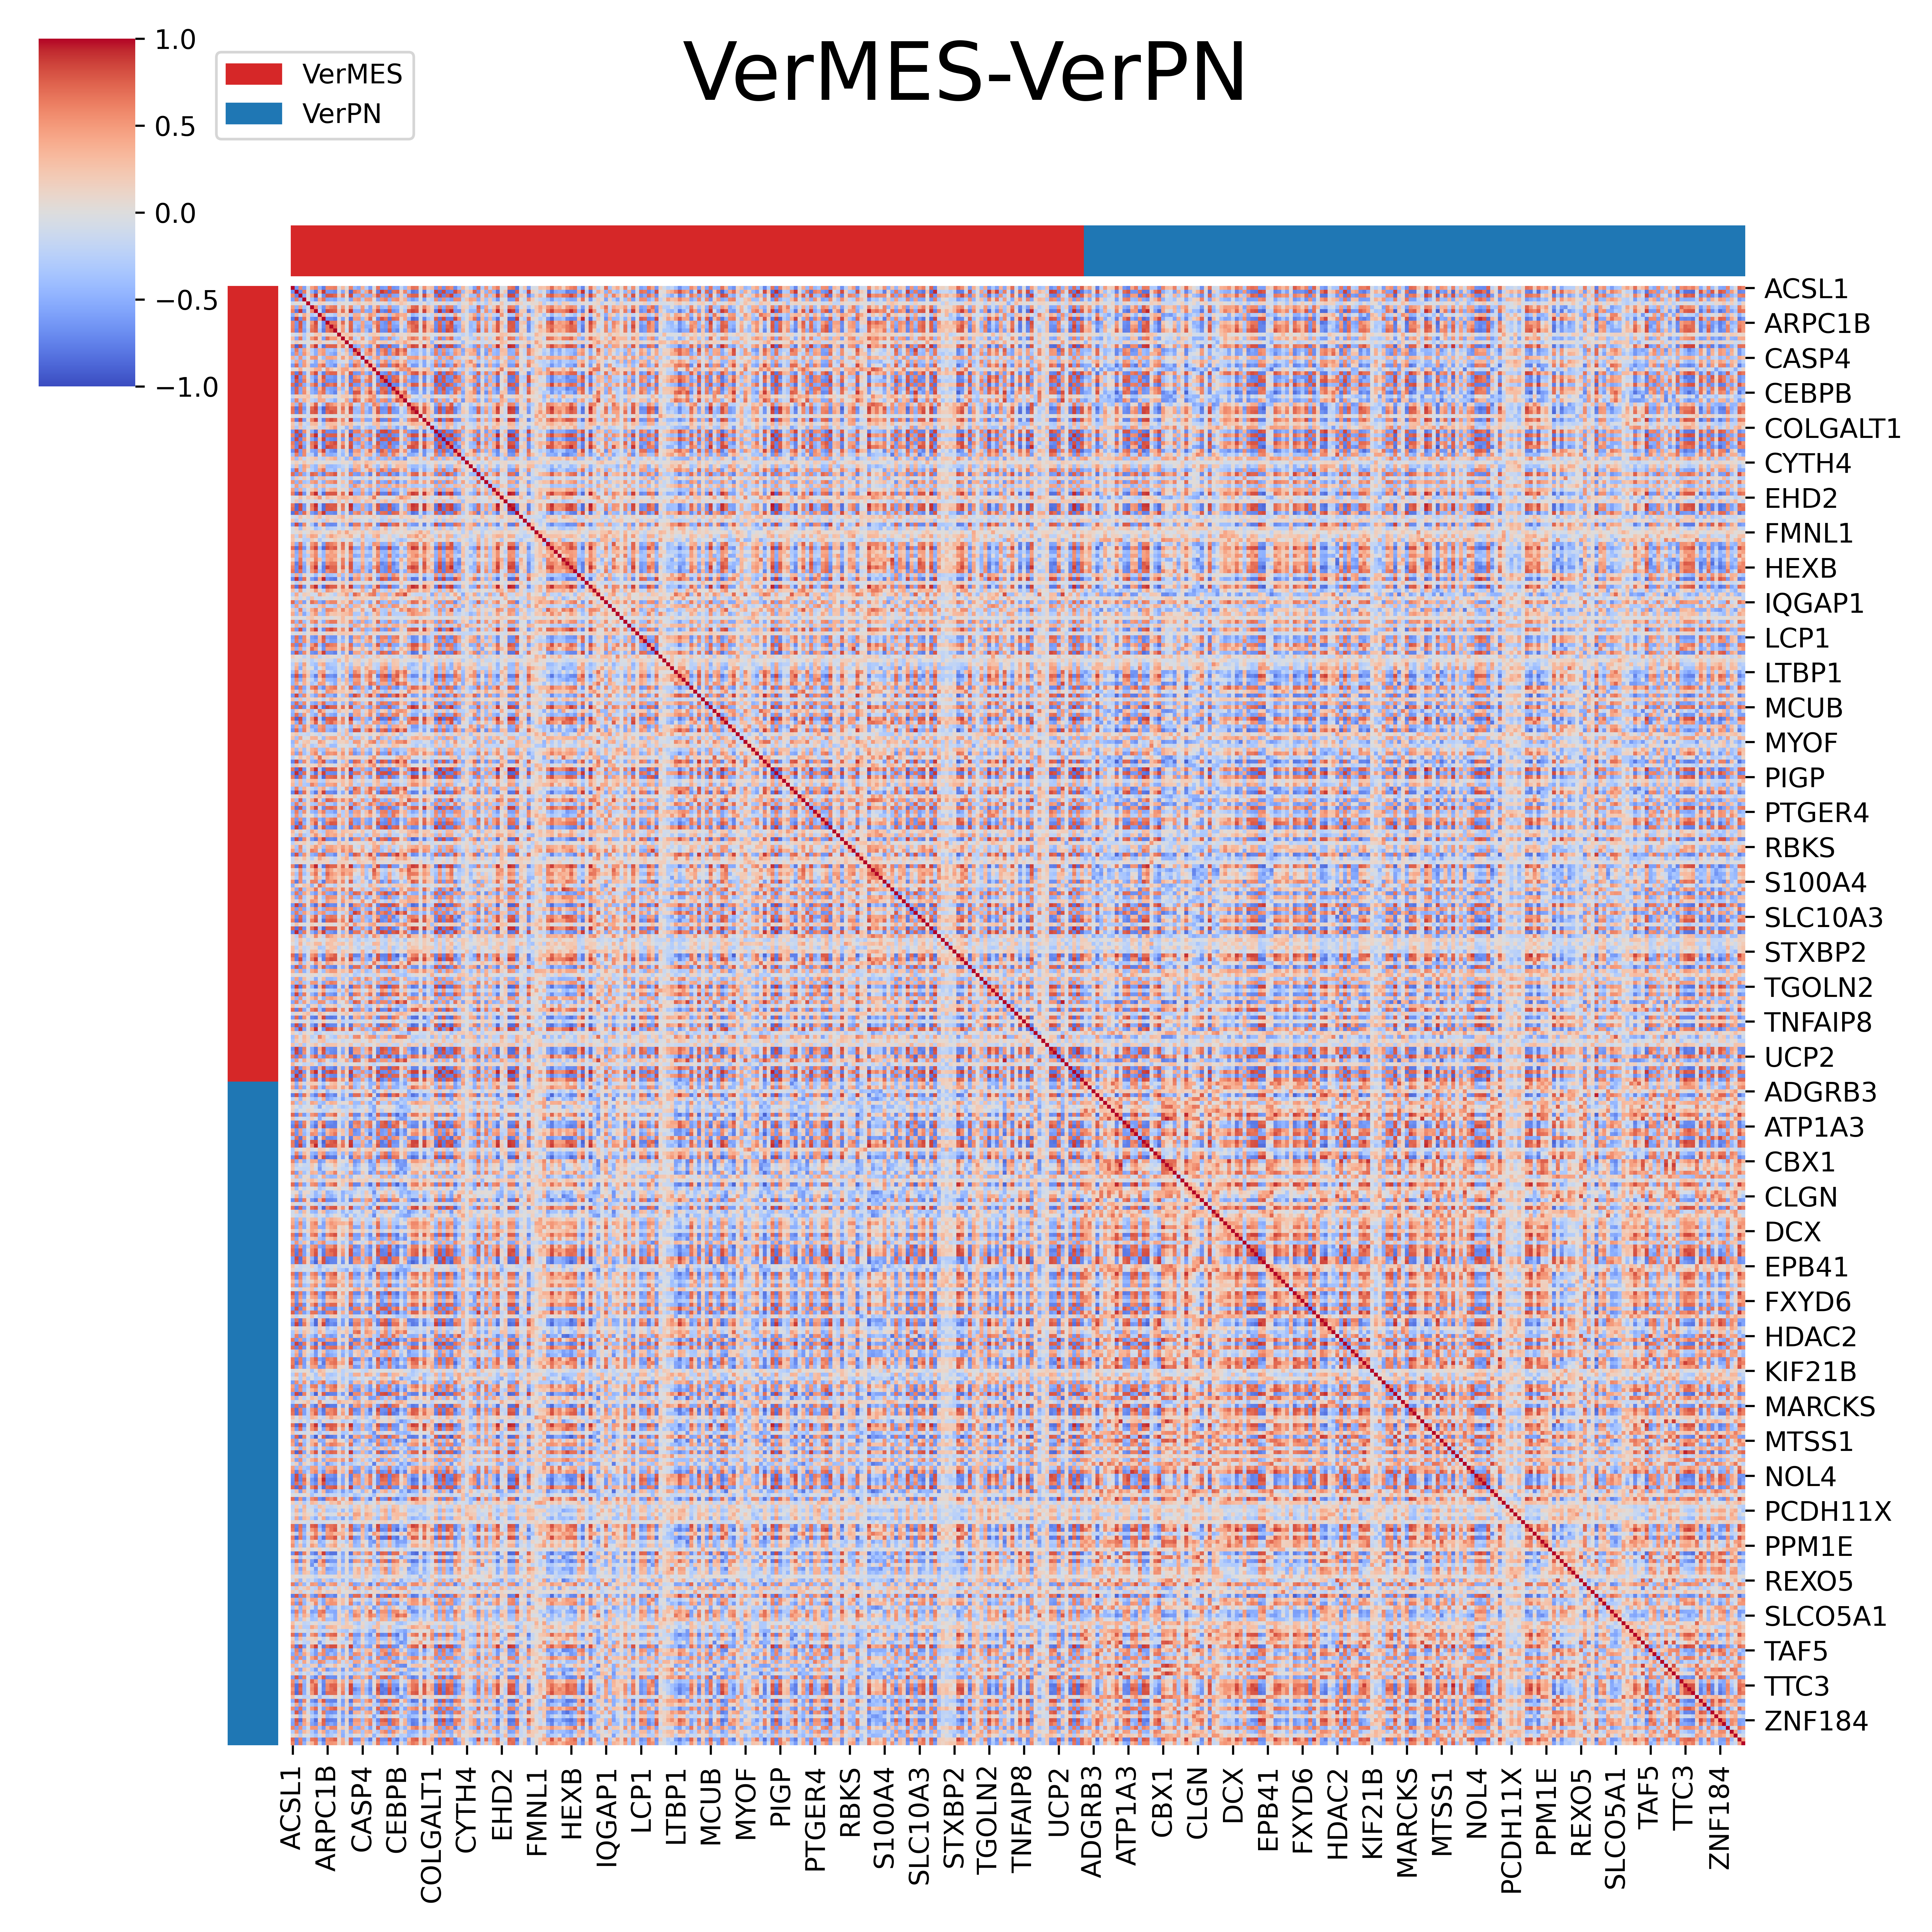 VerMES-VerPN
1.0
0.5
0.0
−0.5
−1.0
VerMES
VerPN
ACSL1
ARPC1B
CASP4
CEBPB
COLGALT1
CYTH4
EHD2
FMNL1
HEXB
IQGAP1
LCP1
LTBP1
MCUB
MYOF
PIGP
PTGER4
RBKS
S100A4
SLC10A3
STXBP2
TGOLN2
TNFAIP8
UCP2
ADGRB3
ATP1A3
CBX1
CLGN
DCX
EPB41
FXYD6
HDAC2
KIF21B
MARCKS
MTSS1
NOL4
PCDH11X
PPM1E
REXO5
SLCO5A1
TAF5
TTC3
ZNF184
ACSL1
ARPC1B
CASP4
CEBPB
COLGALT1
CYTH4
EHD2
FMNL1
HEXB
IQGAP1
LCP1
LTBP1
MCUB
MYOF
PIGP
PTGER4
RBKS
S100A4
SLC10A3
STXBP2
TGOLN2
TNFAIP8
UCP2
ADGRB3
ATP1A3
CBX1
CLGN
DCX
EPB41
FXYD6
HDAC2
KIF21B
MARCKS
MTSS1
NOL4
PCDH11X
PPM1E
REXO5
SLCO5A1
TAF5
TTC3
ZNF184